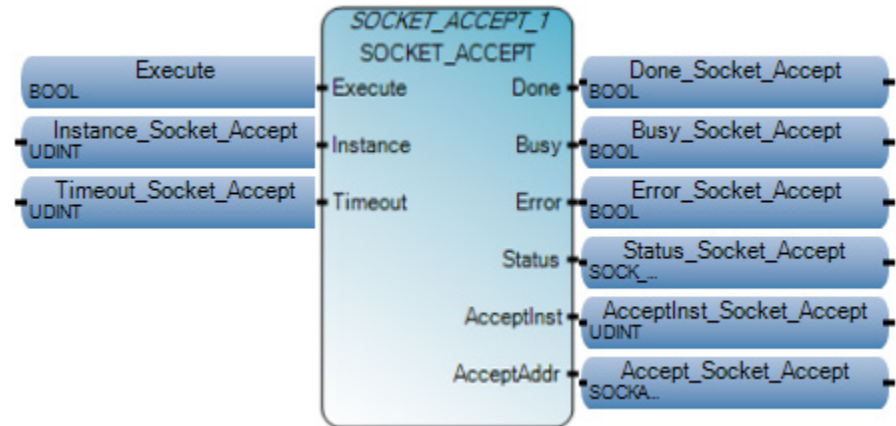 SOCKET_ACCEPT_1
SOCKET_ACCEPT
Execute
BOOL
Execute
Done
Done_Socket_Accept
BOOL
Instance_Socket_Accept
UDINT
Instance
Busy
Busy_Socket_Accept
BOOL
Timeout_Socket_Accept
UDINT
Timeout
Error
Error_Socket_Accept
BOOL
Status
Status_Socket_Accept
SOCK_...
AcceptInst
AcceptInst_Socket_Accept
UDINT
AcceptAddr
Accept_Socket_Accept
SOCKA...